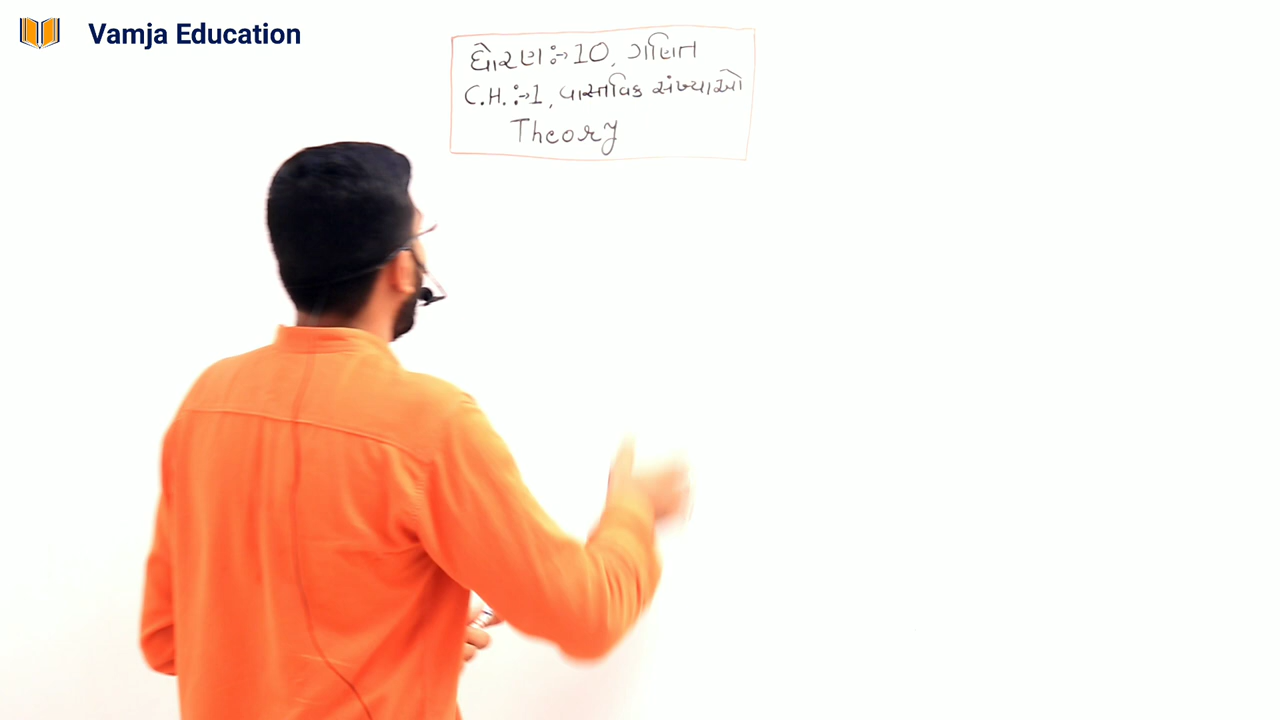 Vamja Education
ધોરણ :→ 10, ગણિત
C.H. :→ 1, વાસ્તવિક સંખ્યાઓ
Theory